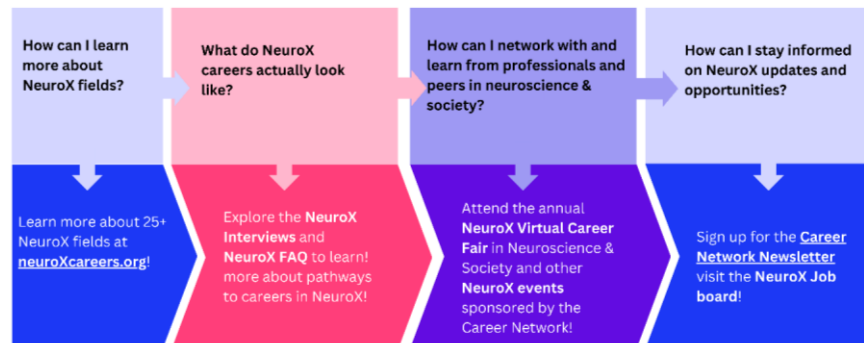 How can I learn
more about
NeuroX fields?
What do NeuroX
careers actually look
like?
How can I network with and
learn from professionals and
peers in neuroscience &
society?
How can I stay informed
on NeuroX updates and
opportunities?
Learn more about 25+
NeuroX fields at
neuroXcareers.org!
Explore the NeuroX
Interviews and
NeuroX FAQ to learn!
more about pathways
to careers in NeuroX!
Attend the annual
NeuroX Virtual Career
Fair in Neuroscience &
Society and other
NeuroX events
sponsored by the
Career Network!
Sign up for the Career
Network Newsletter
visit the NeuroX Job
board!